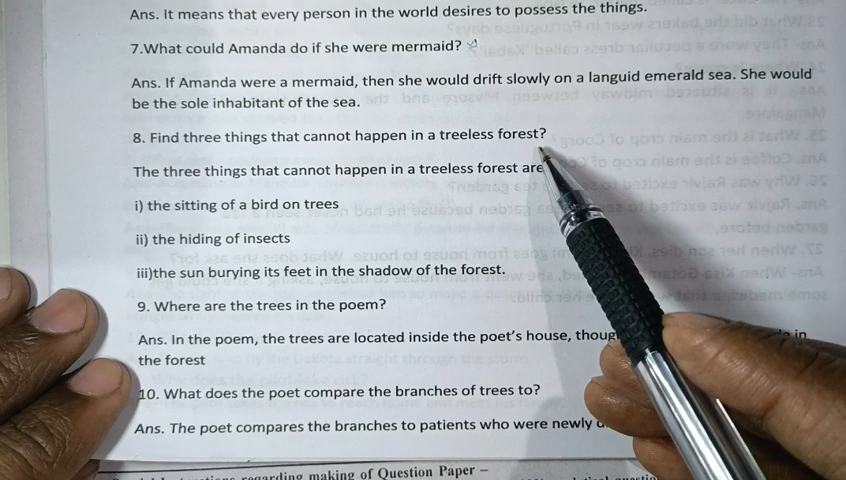 Ans. It means that every person in the world desires to possess the things.
7.What could Amanda do if she were mermaid?
Ans. If Amanda were a mermaid, then she would drift slowly on a languid emerald sea. She would
be the sole inhabitant of the sea.
8. Find three things that cannot happen in a treeless forest?
The three things that cannot happen in a treeless forest are
i) the sitting of a bird on trees
ii) the hiding of insects
iii)the sun burying its feet in the shadow of the forest.
9. Where are the trees in the poem?
Ans. In the poem, the trees are located inside the poet's house, in
the forest
10. What does the poet compare the branches of trees to?
Ans. The poet compares the branches to patients who were newly
regarding making of Question Paper –